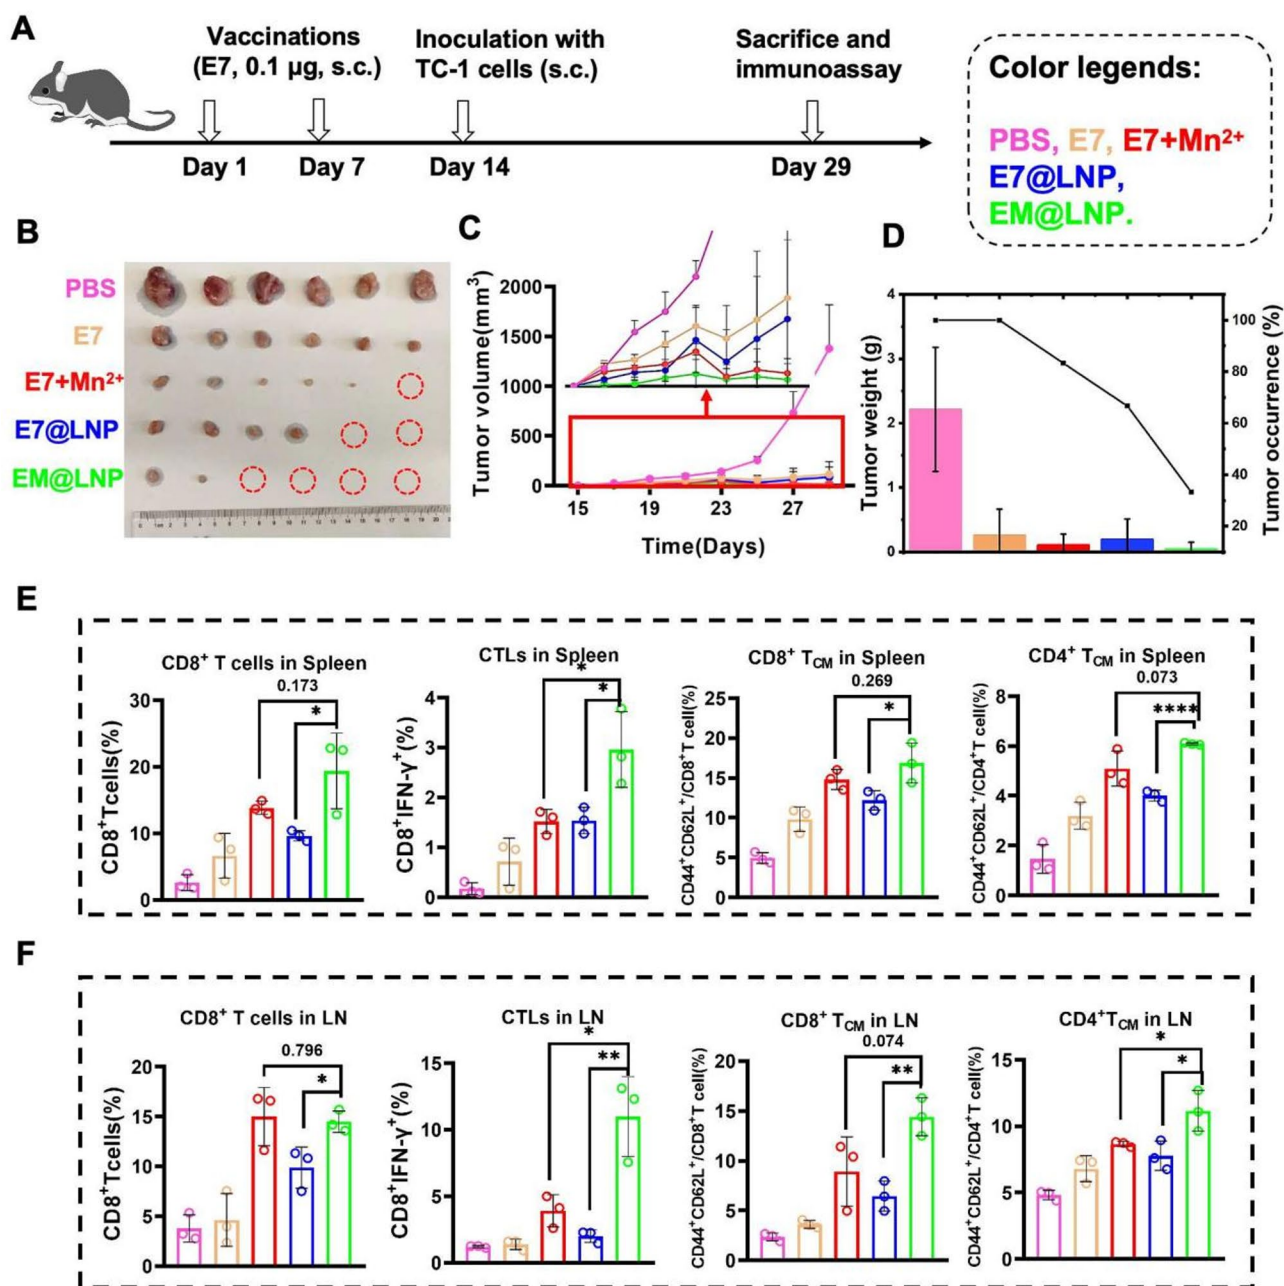 A
Vaccinations
(E7, 0.1 µg, s.c.)
Inoculation with
TC-1 cells (s.c.)
Sacrifice and
immunoassay
Day 1
Day 7
Day 14
Day 29
Color legends:
PBS, E7, E7+Mn²⁺
E7@LNP,
EM@LNP.
B
PBS
E7
E7+Mn²⁺
E7@LNP
EM@LNP
C
Tumor volume(mm³)
2000
1500
1000
500
0
15
19
23
27
Time(Days)
D
Tumor weight (g)
4
3
2
1
0
100
80
60
40
20
Tumor occurrence (%)
E
CD8⁺ T cells in Spleen
0.173
*
CD8⁺Tcells(%)
30
20
10
0
CTLs in Spleen
*
*
CD8⁺IFN-γ⁺(%)
4
3
2
1
0
CD8⁺ T_CM in Spleen
0.269
*
CD44⁺CD62L⁺/CD8⁺T cell(%)
25
20
15
10
5
0
CD4⁺ T_CM in Spleen
0.073
****
CD44⁺CD62L⁺/CD4⁺T cell(%)
8
6
4
2
0
F
CD8⁺ T cells in LN
0.796
*
CD8⁺Tcells(%)
20
15
10
5
0
CTLs in LN
*
**
CD8⁺IFN-γ⁺(%)
15
10
5
0
CD8⁺ T_CM in LN
0.074
**
CD44⁺CD62L⁺/CD8⁺T cell(%)
20
15
10
5
0
CD4⁺T_CM in LN
*
*
CD44⁺CD62L⁺/CD4⁺T cell(%)
15
10
5
0